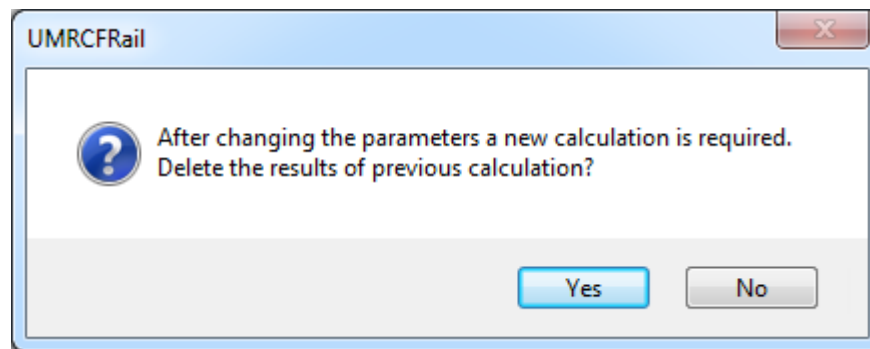 UMRCFRail
After changing the parameters a new calculation is required.
Delete the results of previous calculation?
Yes No